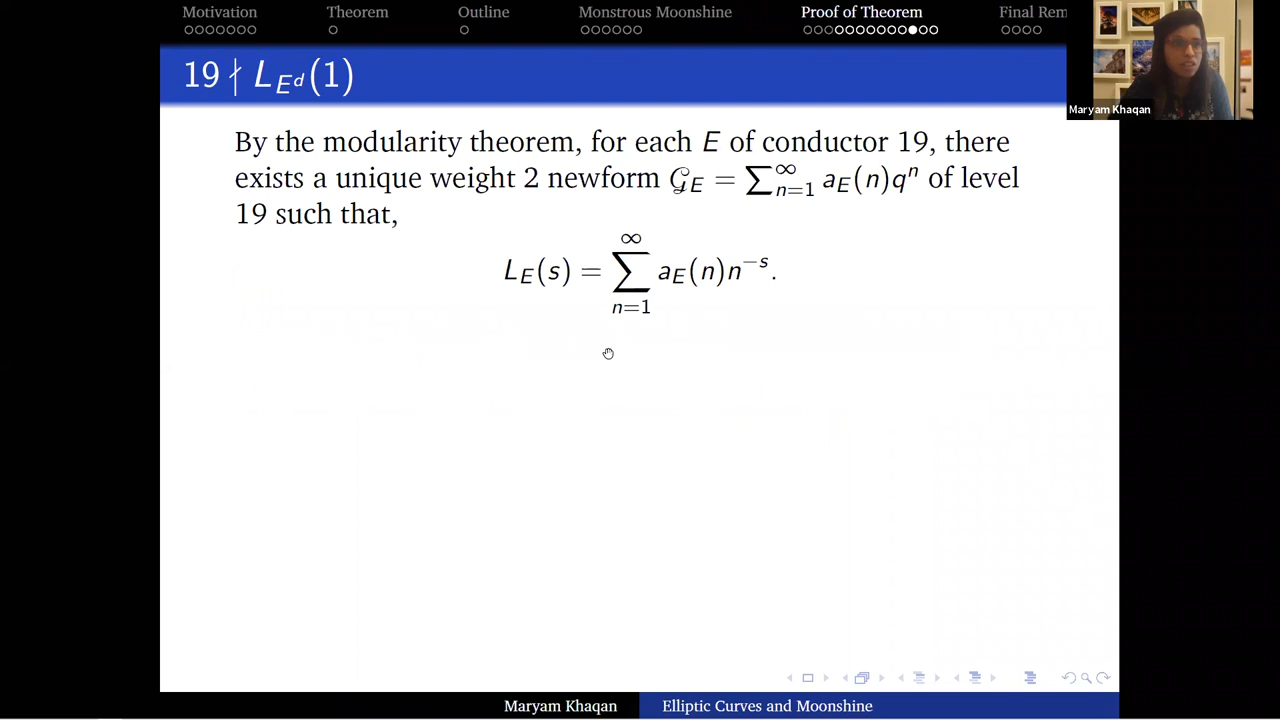 Motivation Theorem Outline Monstrous Moonshine Proof of Theorem Final Rem
19 ∤ L_{E^d}(1)
Maryam Khaqan
By the modularity theorem, for each E of conductor 19, there
exists a unique weight 2 newform 𝒢_E = ∑_{n=1}^∞ a_E(n)q^n of level
19 such that,
L_E(s) = ∑_{n=1}^∞ a_E(n)n^{-s}.
Maryam Khaqan Elliptic Curves and Moonshine